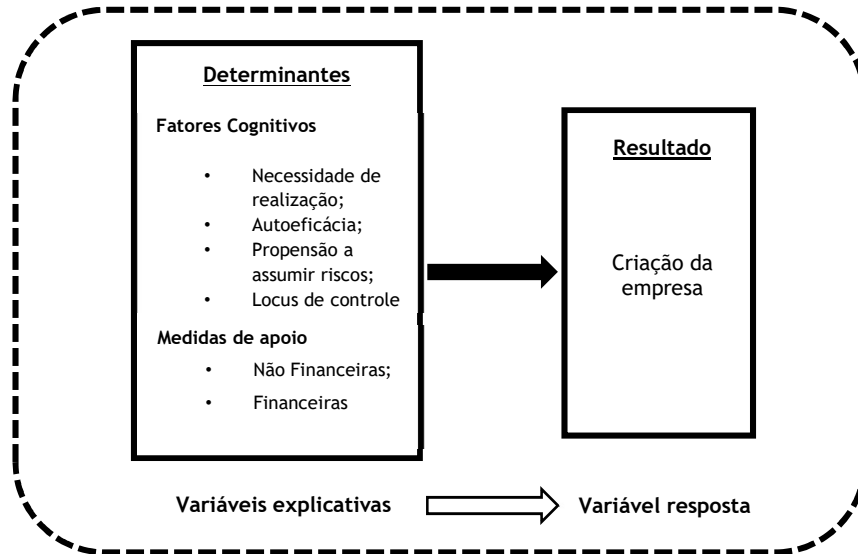 Determinantes
Fatores Cognitivos
• Necessidade de
realização;
• Autoeficácia;
• Propensão a
assumir riscos;
• Locus de controle
Medidas de apoio
• Não Financeiras;
• Financeiras
Resultado
Criação da
empresa
Variáveis explicativas
Variável resposta